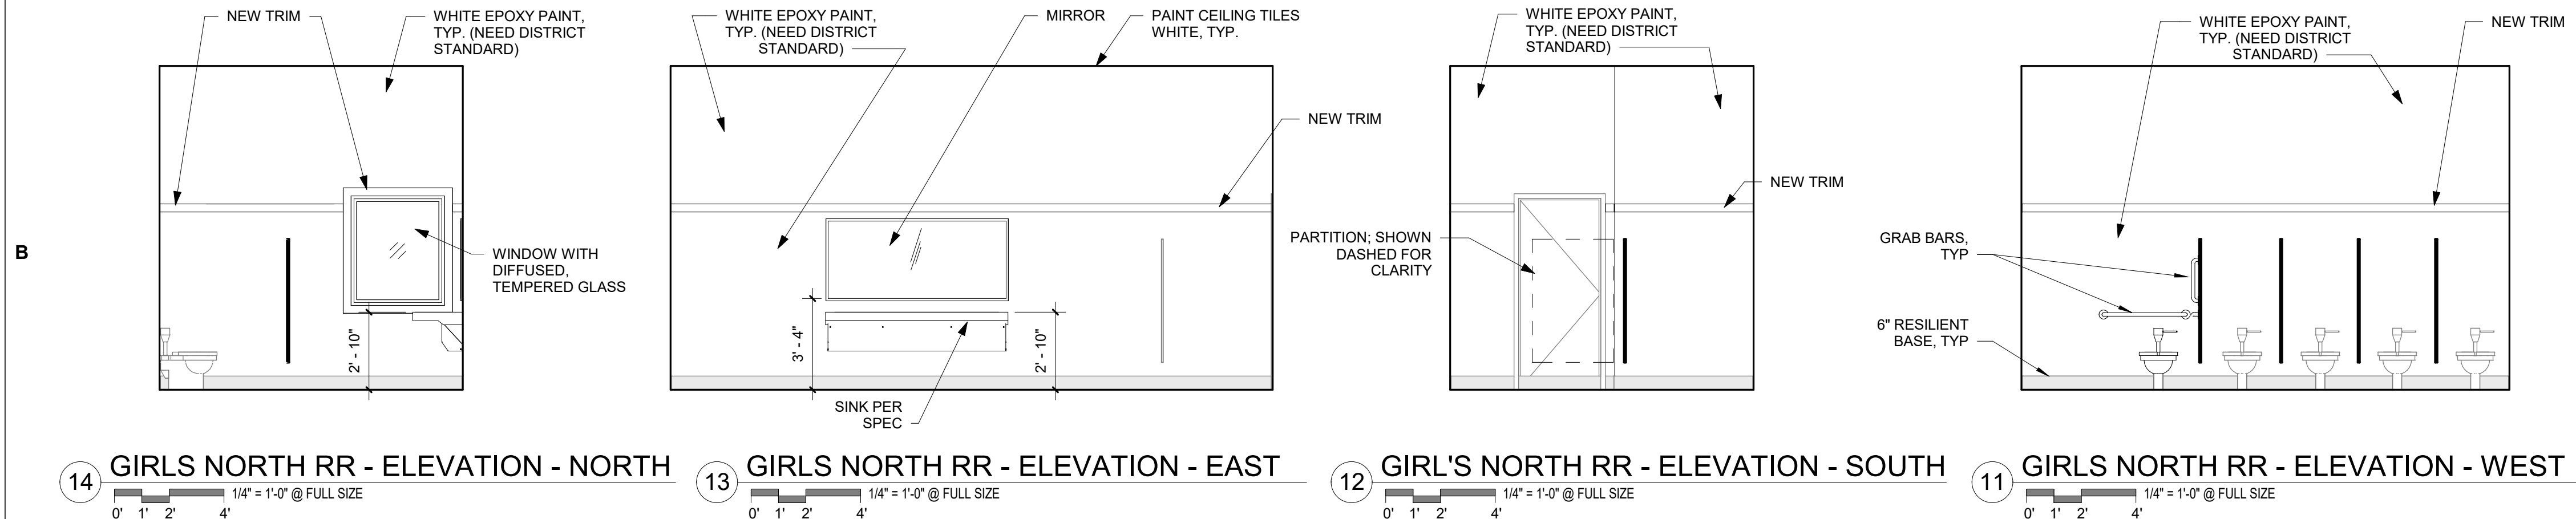 B
NEW TRIM
WHITE EPOXY PAINT,
TYP. (NEED DISTRICT
STANDARD)
WINDOW WITH
DIFFUSED,
TEMPERED GLASS
2' - 10"
14
GIRLS NORTH RR - ELEVATION - NORTH
1/4" = 1'-0" @ FULL SIZE
0' 1' 2' 4'
WHITE EPOXY PAINT,
TYP. (NEED DISTRICT
STANDARD)
MIRROR
PAINT CEILING TILES
WHITE, TYP.
NEW TRIM
3' - 4"
2' - 10"
SINK PER
SPEC
13
GIRLS NORTH RR - ELEVATION - EAST
1/4" = 1'-0" @ FULL SIZE
0' 1' 2' 4'
WHITE EPOXY PAINT,
TYP. (NEED DISTRICT
STANDARD)
NEW TRIM
PARTITION; SHOWN
DASHED FOR
CLARITY
12
GIRL'S NORTH RR - ELEVATION - SOUTH
1/4" = 1'-0" @ FULL SIZE
0' 1' 2' 4'
WHITE EPOXY PAINT,
TYP. (NEED DISTRICT
STANDARD)
NEW TRIM
GRAB BARS,
TYP
6" RESILIENT
BASE, TYP
11
GIRLS NORTH RR - ELEVATION - WEST
1/4" = 1'-0" @ FULL SIZE
0' 1' 2' 4'